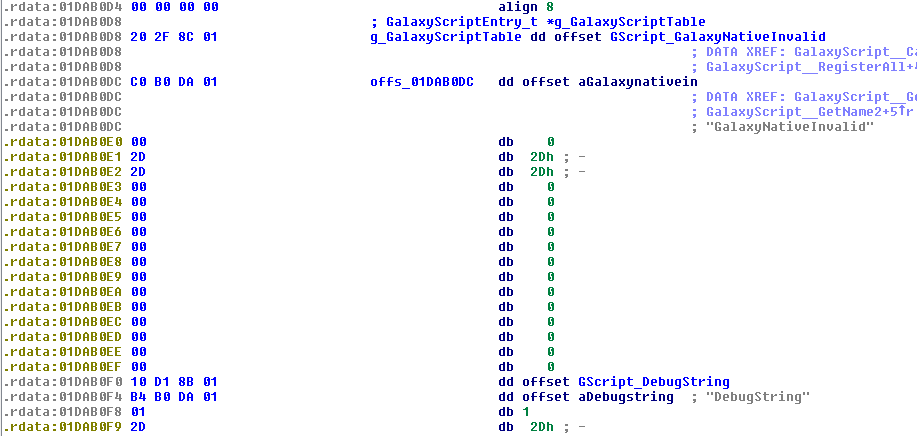 .rdata:01DAB0D4 00 00 00 00 align 8
.rdata:01DAB0D8 ; GalaxyScriptEntry_t *g_GalaxyScriptTable
.rdata:01DAB0D8 20 2F 8C 01 g_GalaxyScriptTable dd offset GScript_GalaxyNativeInvalid
.rdata:01DAB0D8 ; DATA XREF: GalaxyScript__Ca
.rdata:01DAB0D8 ; GalaxyScript__RegisterAll+4
.rdata:01DAB0DC C0 B0 DA 01 offs_01DAB0DC dd offset aGalaxynativein
.rdata:01DAB0DC ; DATA XREF: GalaxyScript__Ge
.rdata:01DAB0DC ; GalaxyScript__GetName2+5↑r
.rdata:01DAB0DC ; "GalaxyNativeInvalid"
.rdata:01DAB0E0 00 db 0
.rdata:01DAB0E1 2D db 2Dh ; -
.rdata:01DAB0E2 2D db 2Dh ; -
.rdata:01DAB0E3 00 db 0
.rdata:01DAB0E4 00 db 0
.rdata:01DAB0E5 00 db 0
.rdata:01DAB0E6 00 db 0
.rdata:01DAB0E7 00 db 0
.rdata:01DAB0E8 00 db 0
.rdata:01DAB0E9 00 db 0
.rdata:01DAB0EA 00 db 0
.rdata:01DAB0EB 00 db 0
.rdata:01DAB0EC 00 db 0
.rdata:01DAB0ED 00 db 0
.rdata:01DAB0EE 00 db 0
.rdata:01DAB0EF 00 db 0
.rdata:01DAB0F0 10 D1 8B 01 dd offset GScript_DebugString
.rdata:01DAB0F4 B4 B0 DA 01 dd offset aDebugstring ; "DebugString"
.rdata:01DAB0F8 01 db 1
.rdata:01DAB0F9 2D db 2Dh ; -